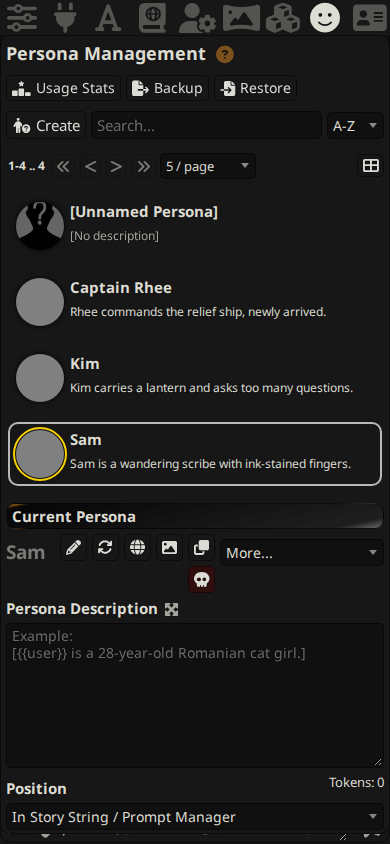 Persona Management ?
Usage Stats Backup Restore
Create Search... A-Z
1-4 .. 4 5 / page
[Unnamed Persona]
[No description]
Captain Rhee
Rhee commands the relief ship, newly arrived.
Kim
Kim carries a lantern and asks too many questions.
Sam
Sam is a wandering scribe with ink-stained fingers.
Current Persona
Sam More...
Persona Description
Example:
[{{user}} is a 28-year-old Romanian cat girl.]
Tokens: 0
Position
In Story String / Prompt Manager